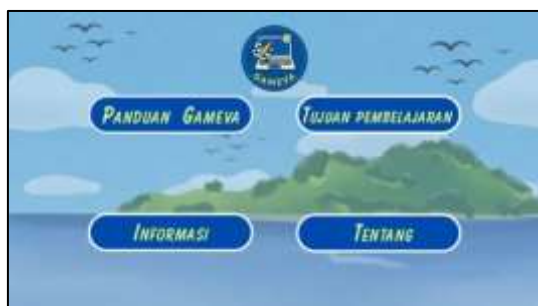 GAMEVA
PANDUAN GAMEVA
TUJUAN PEMBELAJARAN
INFORMASI
TENTANG